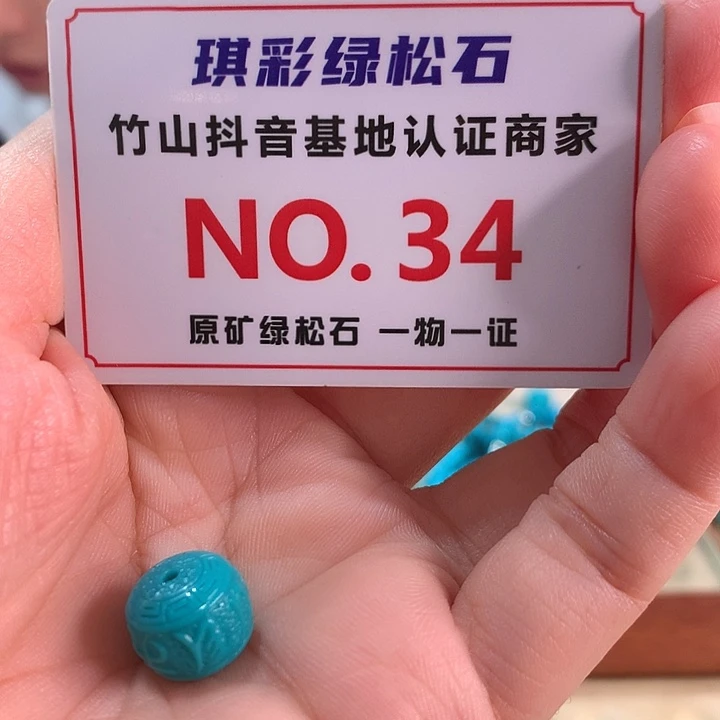 琪彩绿松石
竹山抖音基地认证商家
NO. 34
原矿绿松石 一物一证